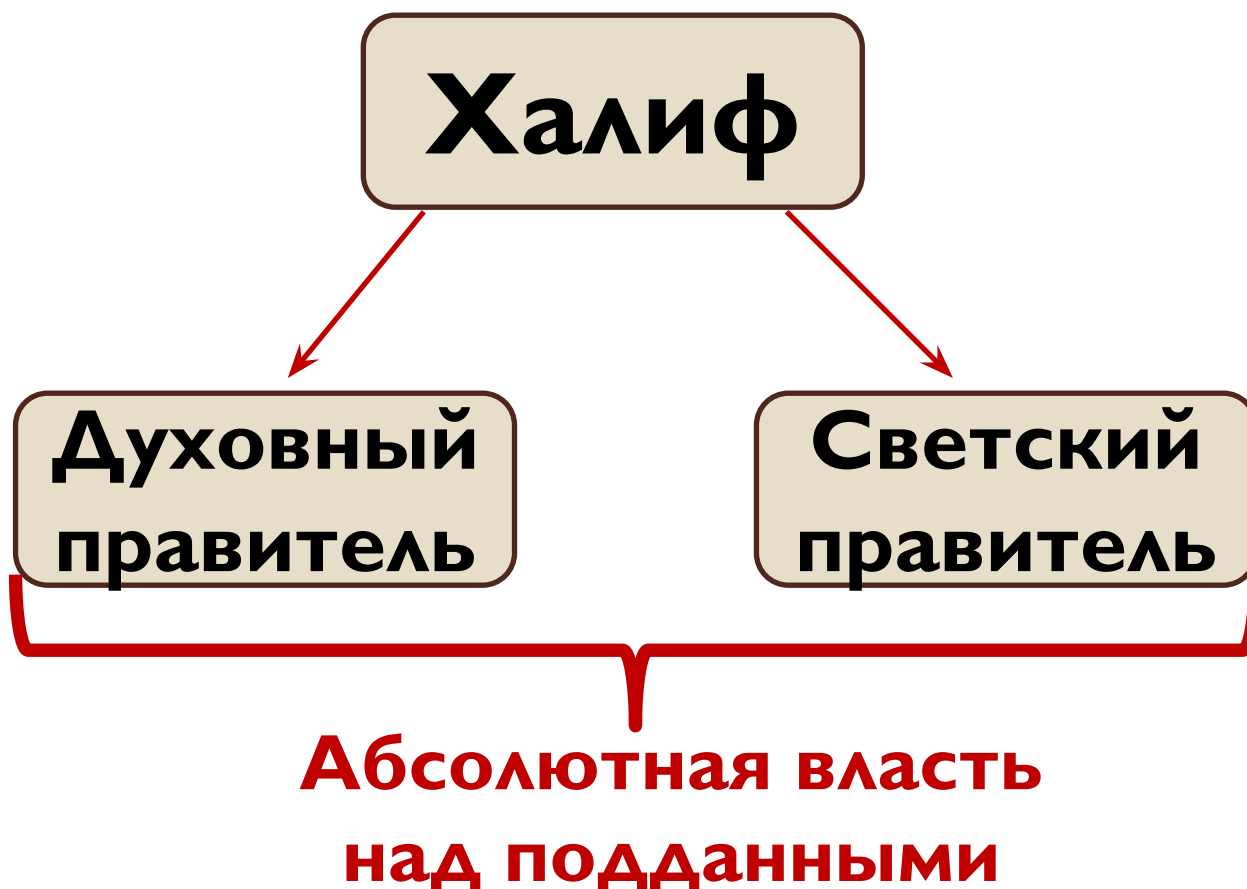 Халиф
Духовный
правитель
Светский
правитель
Абсолютная власть
над подданными